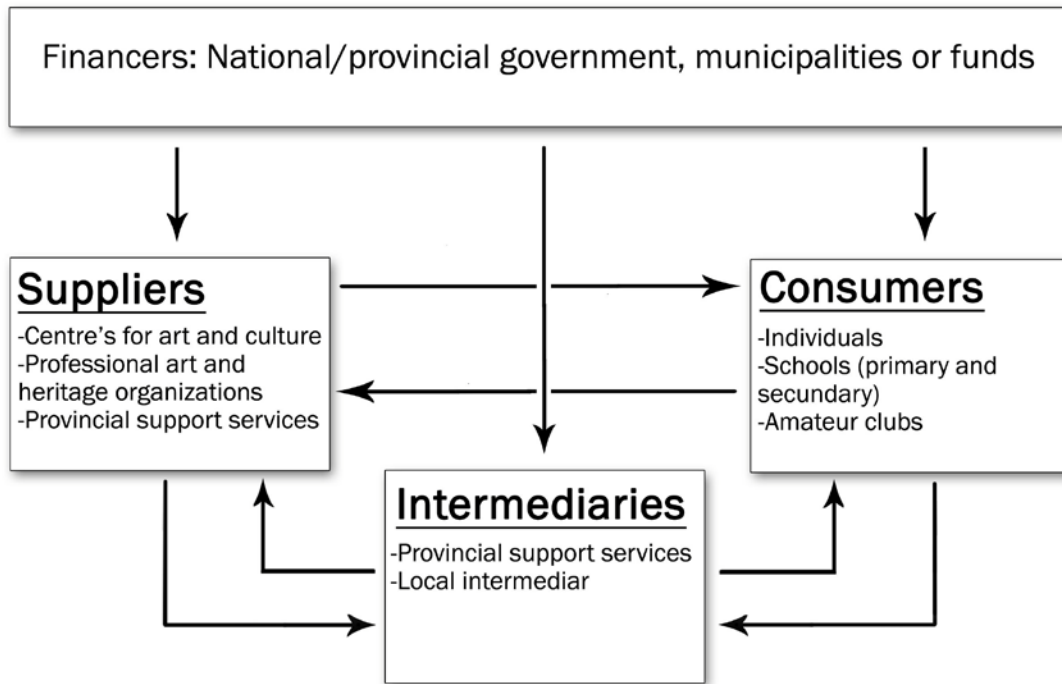 Financers: National/provincial government, municipalities or funds
Suppliers
-Centre's for art and culture
-Professional art and
heritage organizations
-Provincial support services
Consumers
-Individuals
-Schools (primary and
secundary)
-Amateur clubs
Intermediaries
-Provincial support services
-Local intermediar